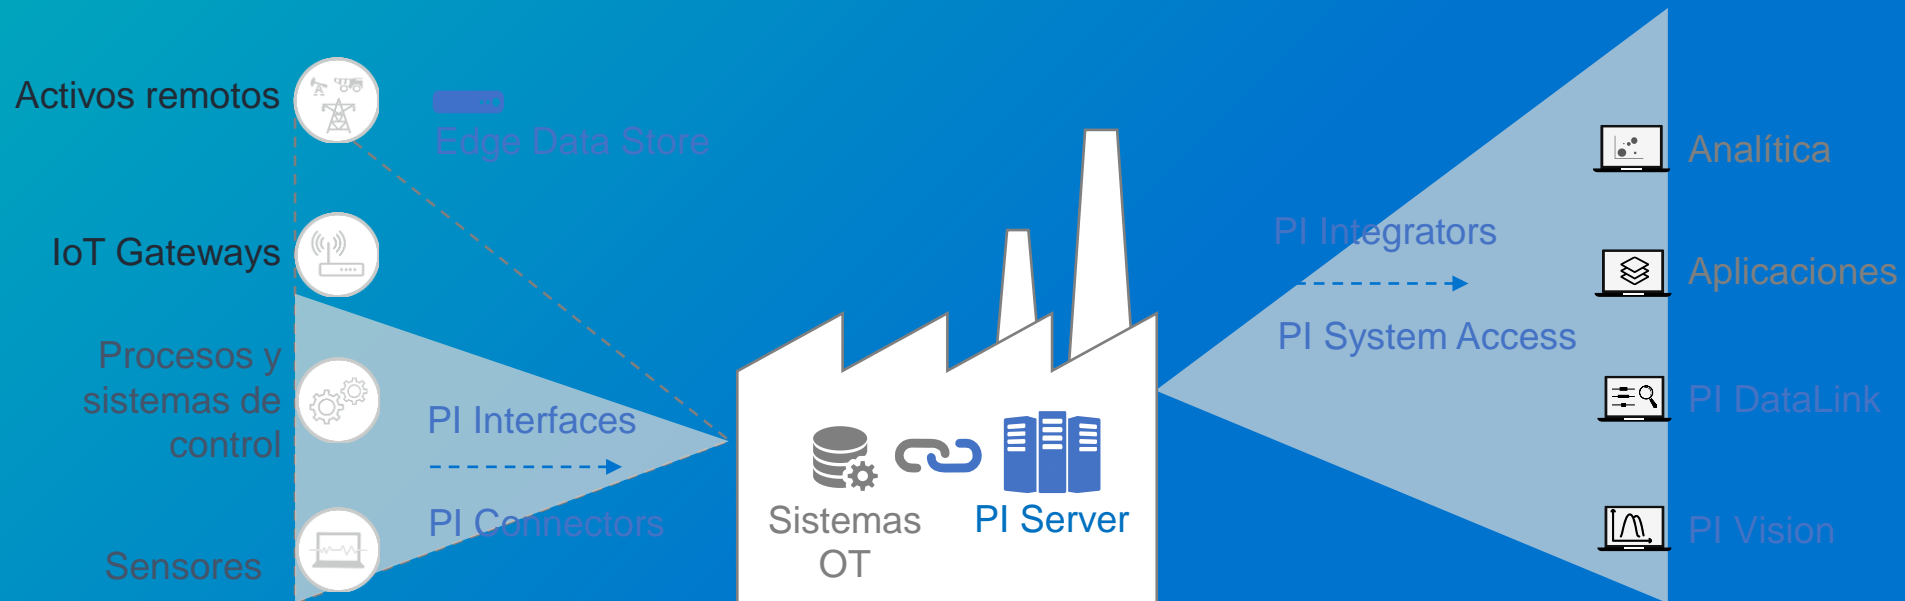 Activos remotos
Edge Data Store
IoT Gateways
Procesos y
sistemas de
control
PI Interfaces
PI Connectors
Sensores
Sistemas
OT
PI Server
PI Integrators
PI System Access
Analítica
Aplicaciones
PI DataLink
PI Vision